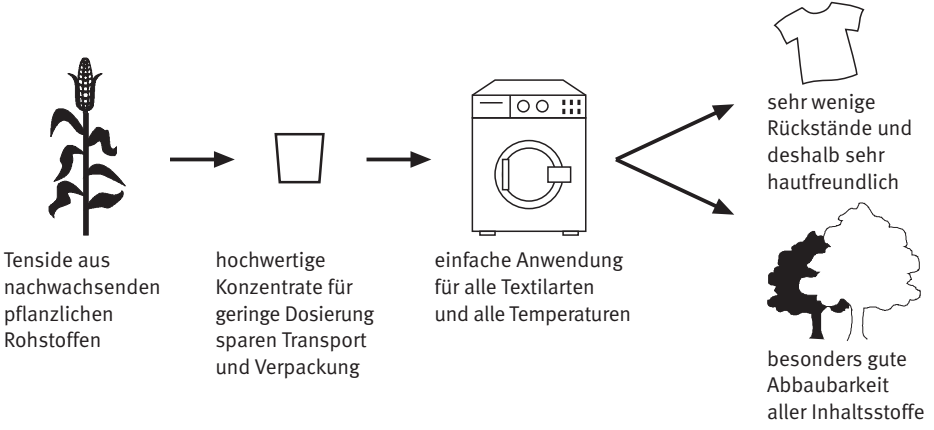 Tenside aus
nachwachsenden
pflanzlichen
Rohstoffen
hochwertige
Konzentrate für
geringe Dosierung
sparen Transport
und Verpackung
einfache Anwendung
für alle Textilarten
und alle Temperaturen
sehr wenige
Rückstände und
deshalb sehr
hautfreundlich
besonders gute
Abbaubarkeit
aller Inhaltsstoffe